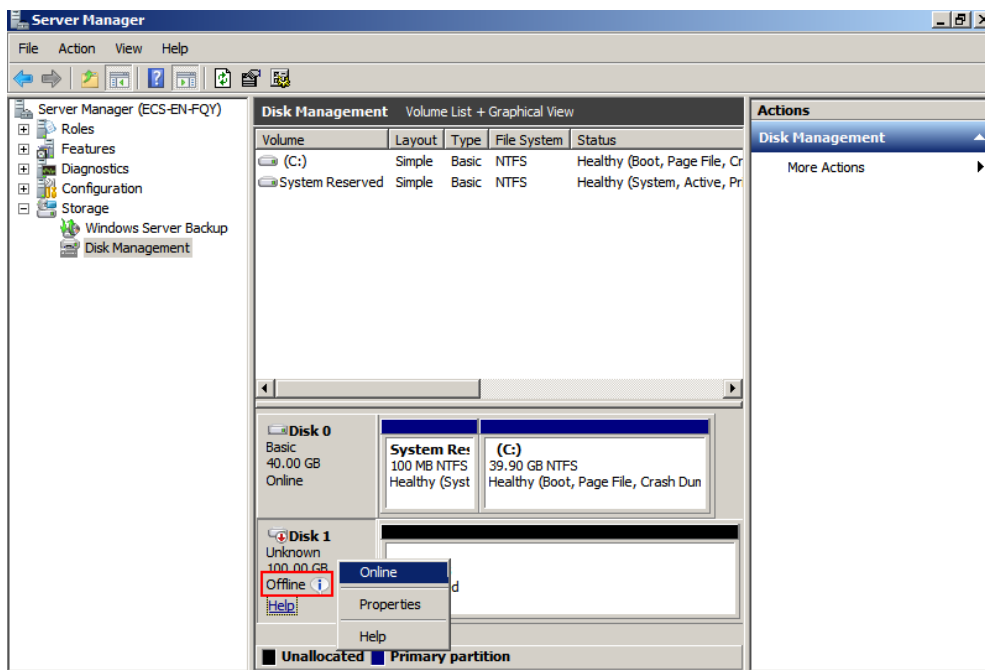 Server Manager
File Action View Help
Server Manager (ECS-EN-FQY)
Roles
Features
Diagnostics
Configuration
Storage
Windows Server Backup
Disk Management
Disk Management Volume List + Graphical View
Volume Layout Type File System Status
(C:) Simple Basic NTFS Healthy (Boot, Page File, Cr
System Reserved Simple Basic NTFS Healthy (System, Active, Pr
Disk 0
Basic
40.00 GB
Online
System Res
100 MB NTFS
Healthy (Syst
(C:)
39.90 GB NTFS
Healthy (Boot, Page File, Crash Dun
Disk 1
Unknown
100.00 GB
Offline
Help
d
Online
Properties
Help
Unallocated Primary partition
Actions
Disk Management
More Actions